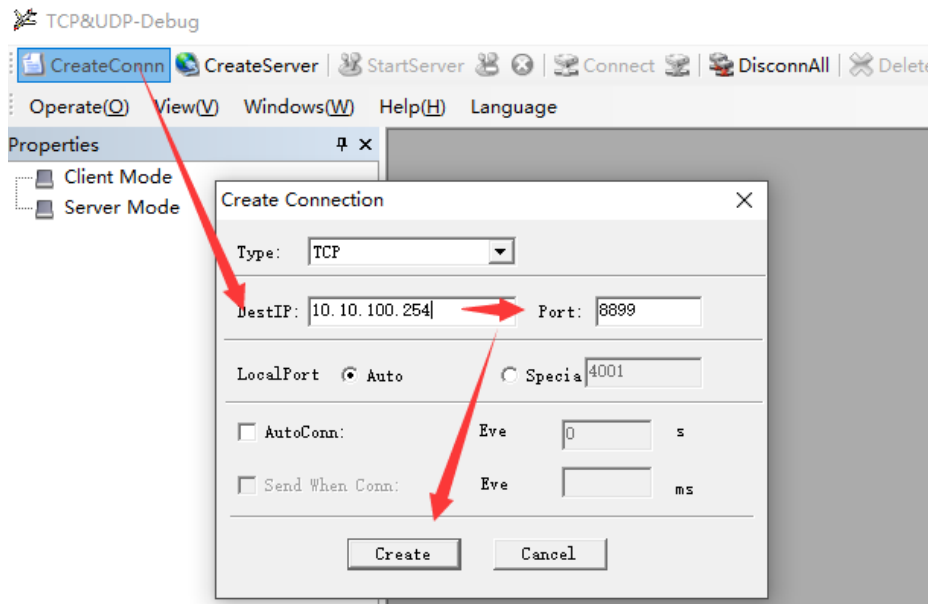 TCP&UDP-Debug
CreateConnn CreateServer StartServer Connect DisconnAll Delete
Operate(O) View(V) Windows(W) Help(H) Language
Properties
Client Mode
Server Mode
Create Connection
Type: TCP
DestIP: 10.10.100.254 Port: 8899
LocalPort Auto Specia 4001
AutoConn: Eve 0 s
Send When Conn: Eve ms
Create Cancel